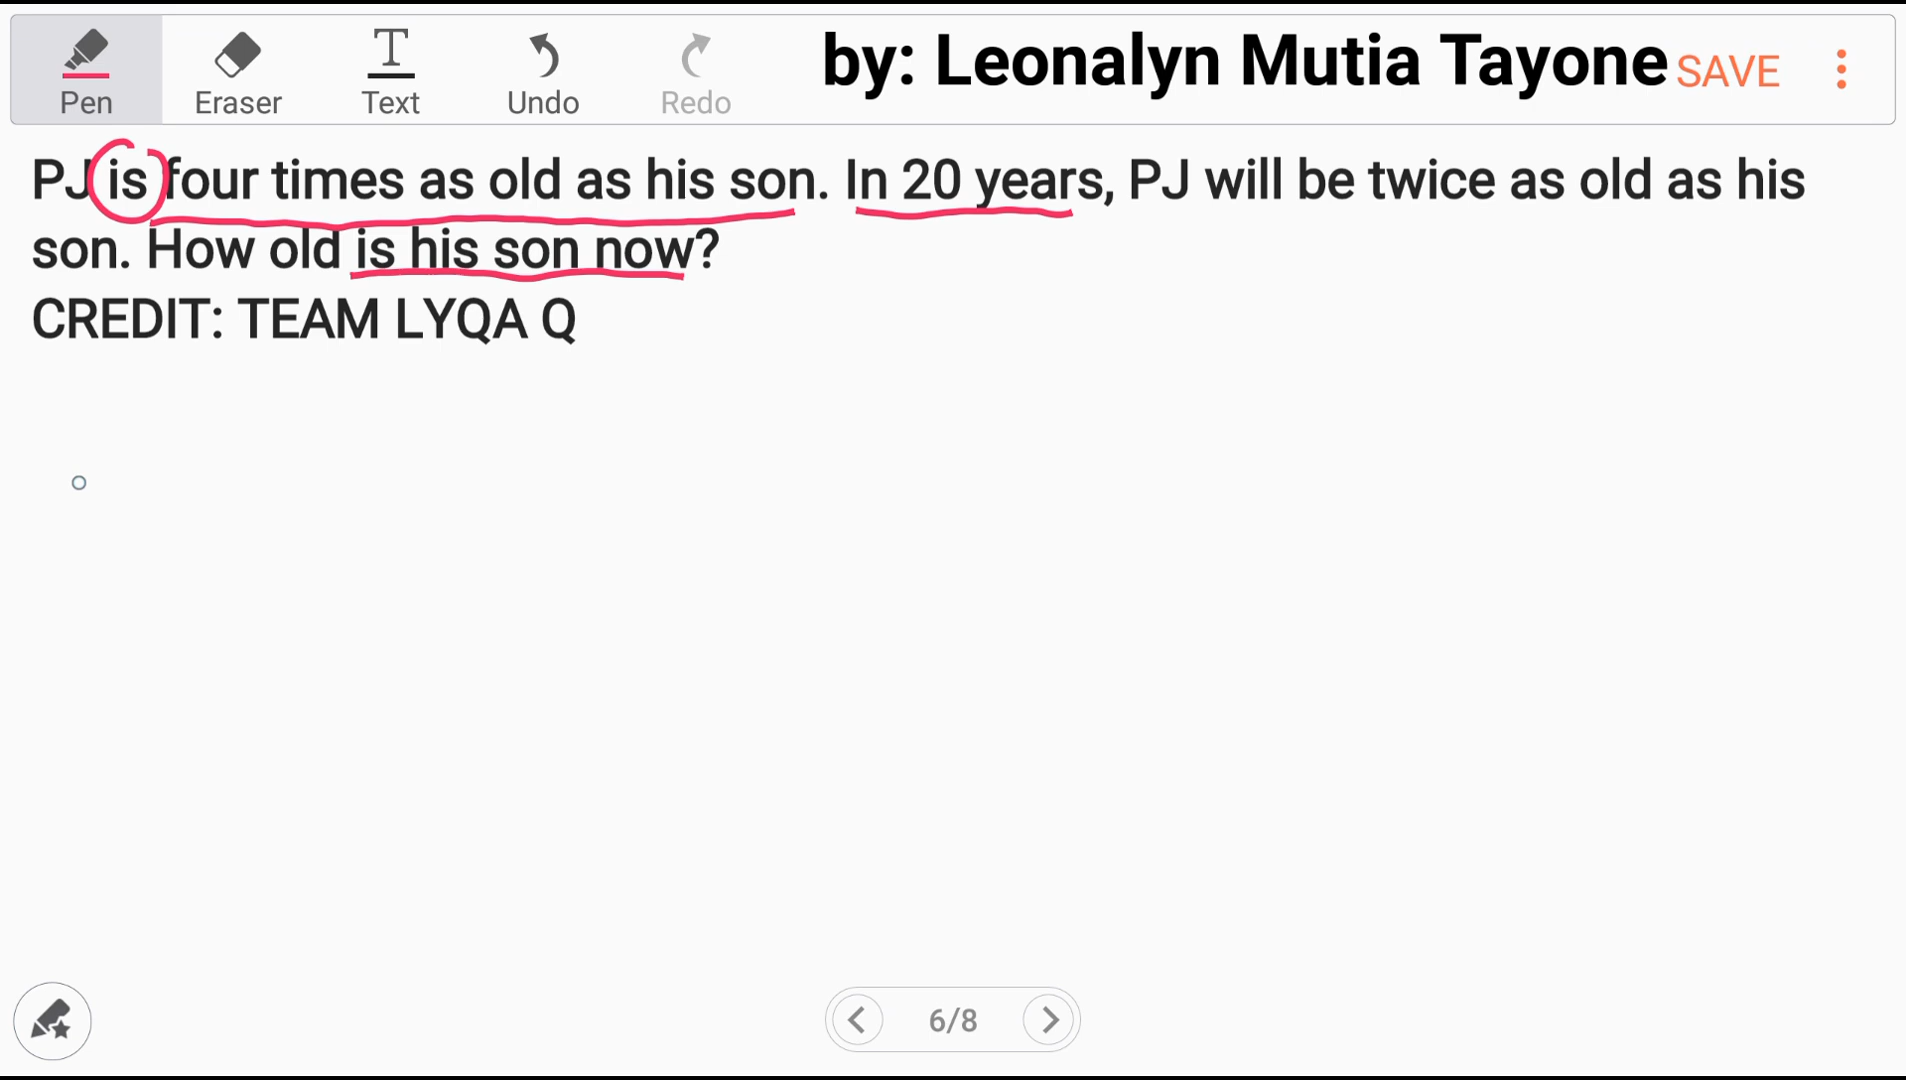 Pen Eraser Text Undo Redo by: Leonalyn Mutia Tayone SAVE
PJ is four times as old as his son. In 20 years, PJ will be twice as old as his
son. How old is his son now?
CREDIT: TEAM LYQA Q
6/8